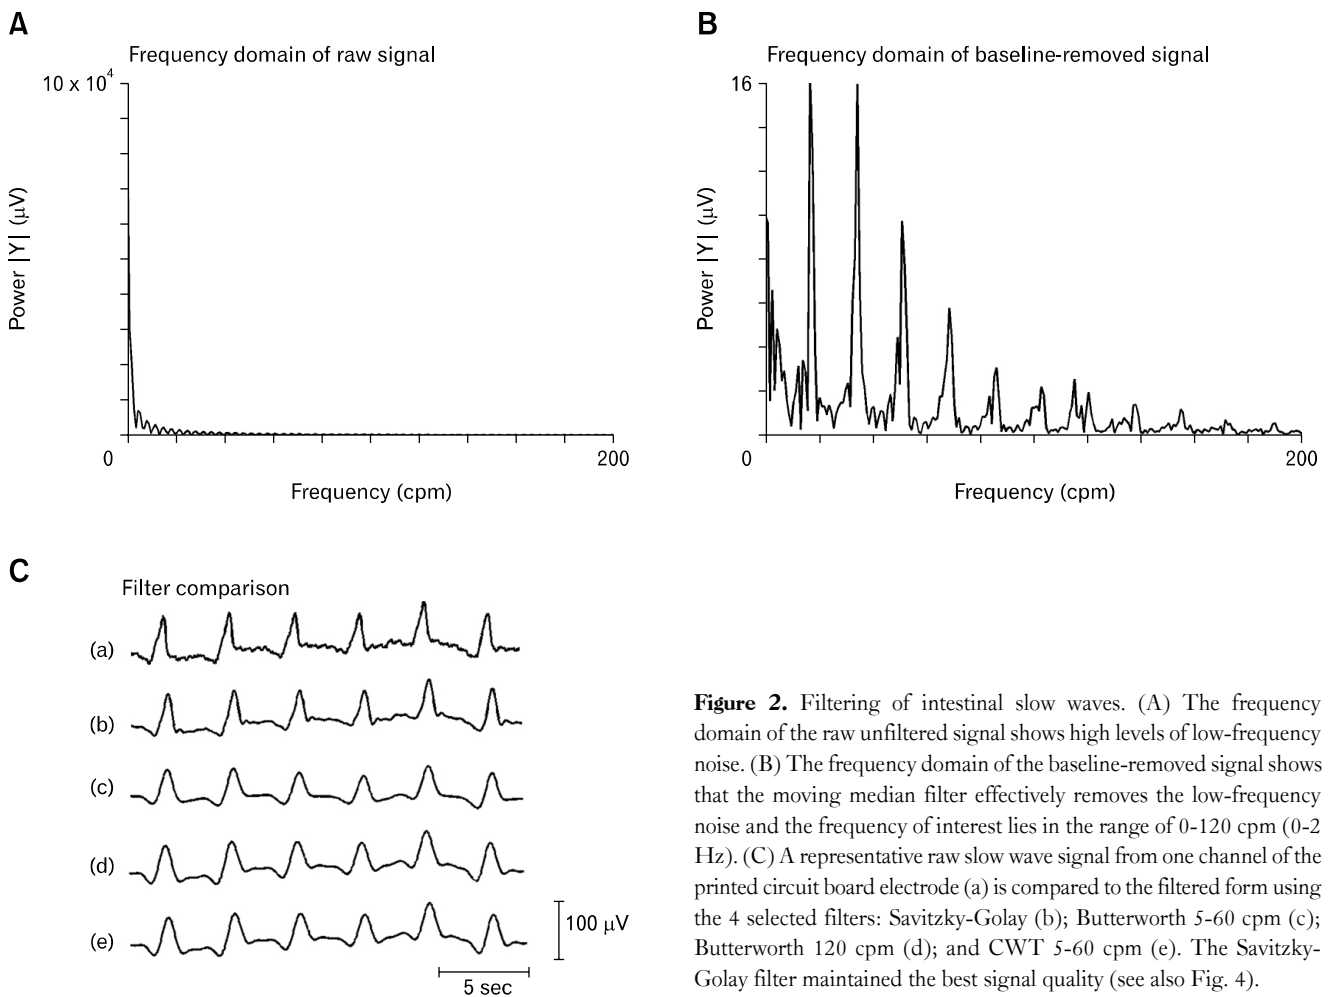 A
Frequency domain of raw signal
10 x 10⁴
Power |Y| (μV)
0
200
Frequency (cpm)
B
Frequency domain of baseline-removed signal
16
Power |Y| (μV)
0
200
Frequency (cpm)
C
Filter comparison
(a)
(b)
(c)
(d)
(e)
100 μV
5 sec
Figure 2. Filtering of intestinal slow waves. (A) The frequency
domain of the raw unfiltered signal shows high levels of low-frequency
noise. (B) The frequency domain of the baseline-removed signal shows
that the moving median filter effectively removes the low-frequency
noise and the frequency of interest lies in the range of 0-120 cpm (0-2
Hz). (C) A representative raw slow wave signal from one channel of the
printed circuit board electrode (a) is compared to the filtered form using
the 4 selected filters: Savitzky-Golay (b); Butterworth 5-60 cpm (c);
Butterworth 120 cpm (d); and CWT 5-60 cpm (e). The Savitzky-
Golay filter maintained the best signal quality (see also Fig. 4).